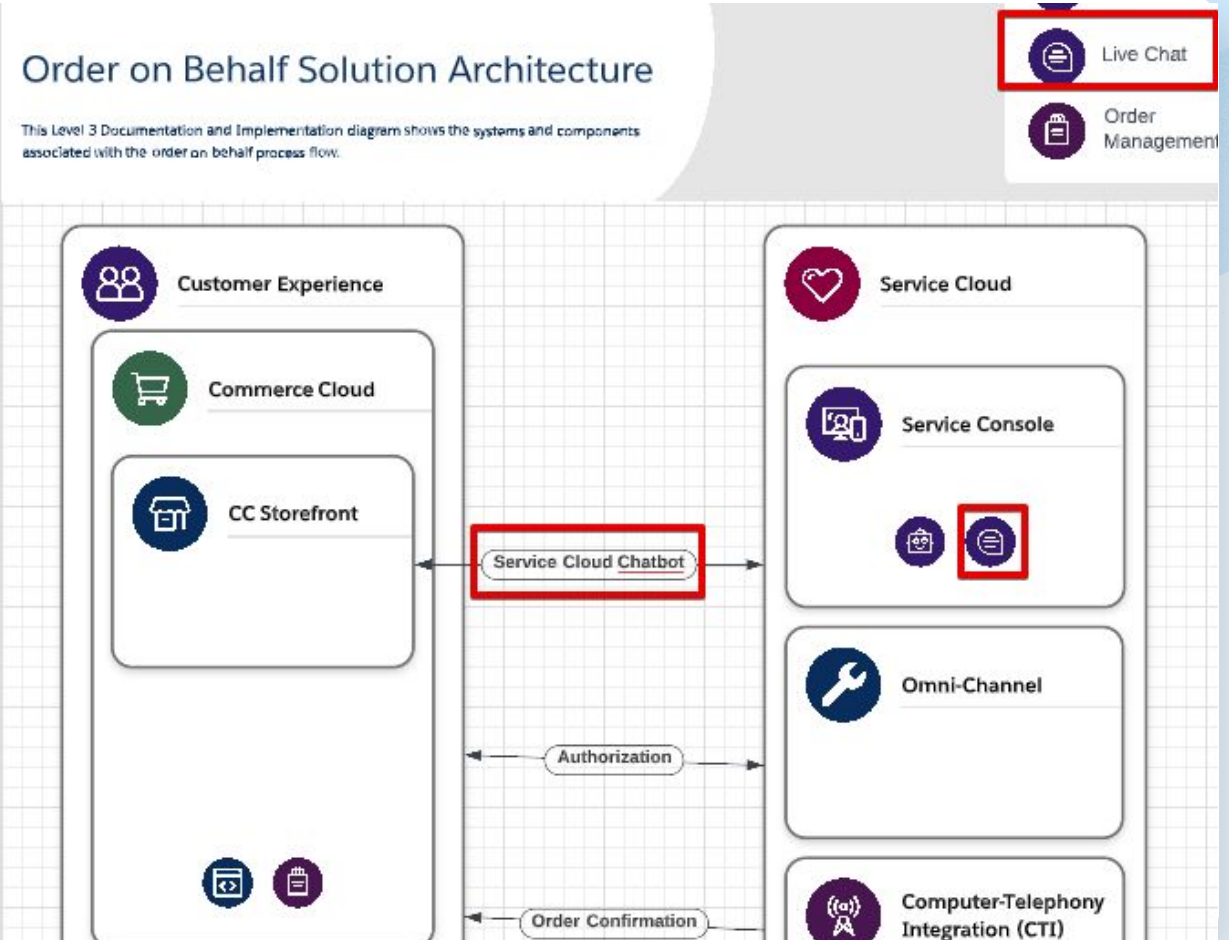 Order on Behalf Solution Architecture
This Level 3 Documentation and Implementation diagram shows the systems and components
associated with the order on behalf process flow.
Live Chat
Order
Management
Customer Experience
Commerce Cloud
CC Storefront
Service Cloud Chatbot
Authorization
Order Confirmation
Service Cloud
Service Console
Omni-Channel
Computer-Telephony
Integration (CTI)